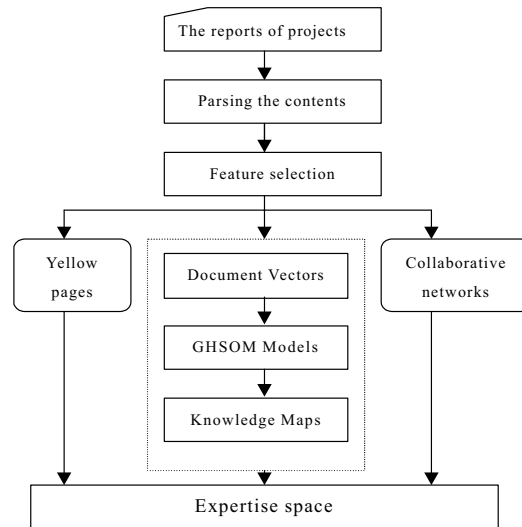 The reports of projects
Parsing the contents
Feature selection
Yellow
pages
Document Vectors
GHSOM Models
Knowledge Maps
Collaborative
networks
Expertise space